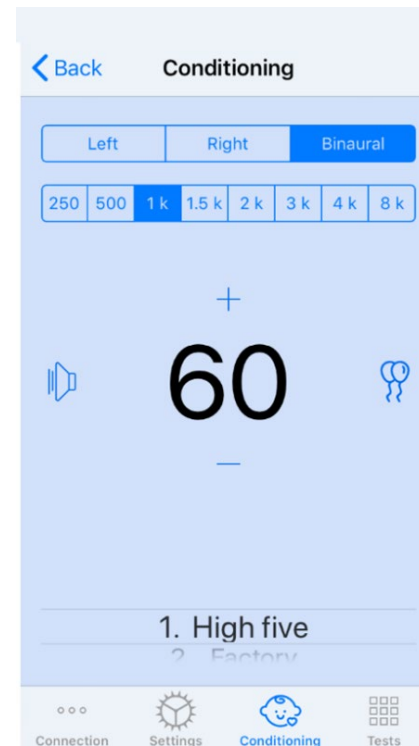 Back Conditioning
Left Right Binaural
250 500 1 k 1.5 k 2 k 3 k 4 k 8 k
+
60
—
1. High five
2. Factory
Connection Settings Conditioning Tests